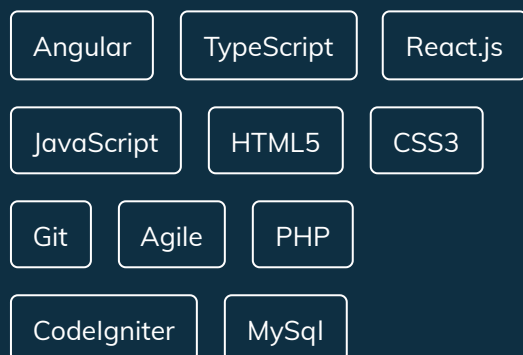 Angular TypeScript React.js
JavaScript HTML5 CSS3
Git Agile PHP
CodeIgniter MySql